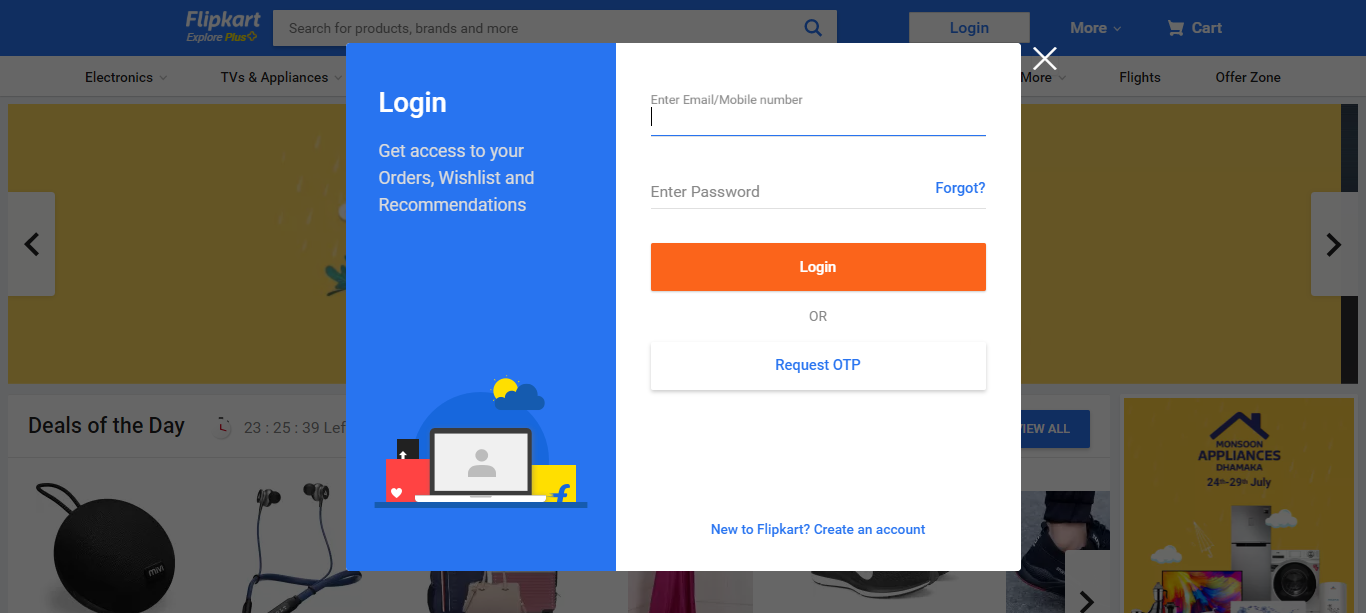 Flipkart
Explore Plus
Search for products, brands and more
Login
More
Cart
Electronics
TVs & Appliances
More
Flights
Offer Zone
Login
Get access to your
Orders, Wishlist and
Recommendations
Enter Email/Mobile number
Enter Password
Forgot?
Login
OR
Request OTP
New to Flipkart? Create an account
Deals of the Day
23 : 25 : 39 Lef
VIEW ALL
MONSOON
APPLIANCES
DHAMAKA
24th-29th July
mivi
f